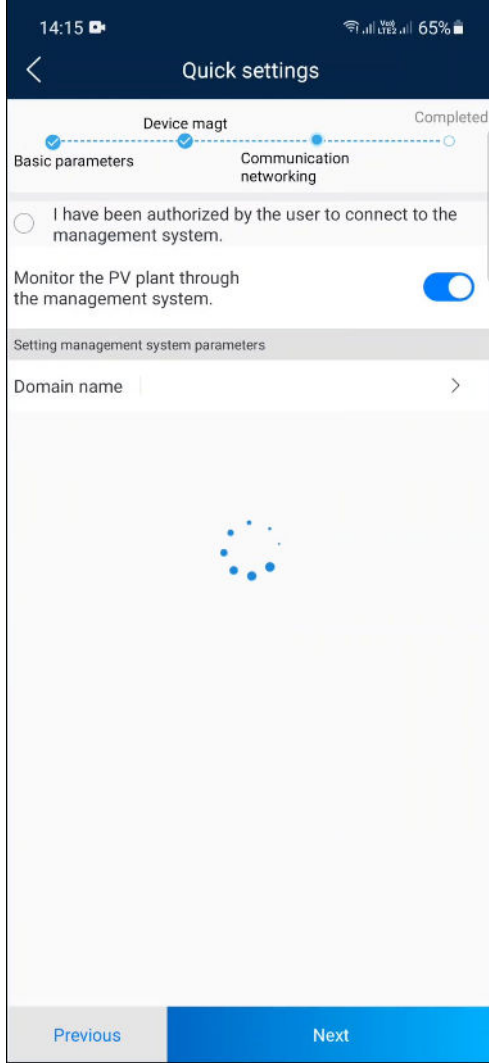 14:15
Vo))
LTE2
65%
Quick settings
Device magt
Completed
Basic parameters
Communication
networking
I have been authorized by the user to connect to the
management system.
Monitor the PV plant through
the management system.
Setting management system parameters
Domain name
Previous
Next